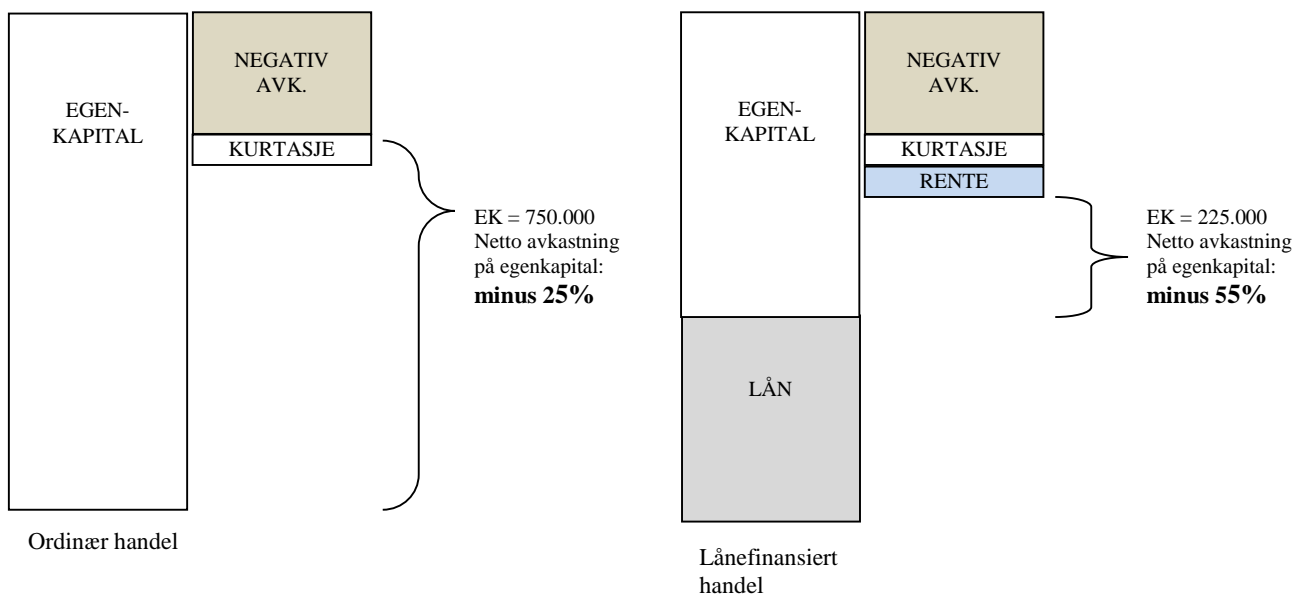 EGEN-
KAPITAL
NEGATIV
AVK.
KURTASJE
EK = 750.000
Netto avkastning
på egenkapital:
minus 25%
Ordinær handel
EGEN-
KAPITAL
LÅN
NEGATIV
AVK.
KURTASJE
RENTE
EK = 225.000
Netto avkastning
på egenkapital:
minus 55%
Lånefinansiert
handel